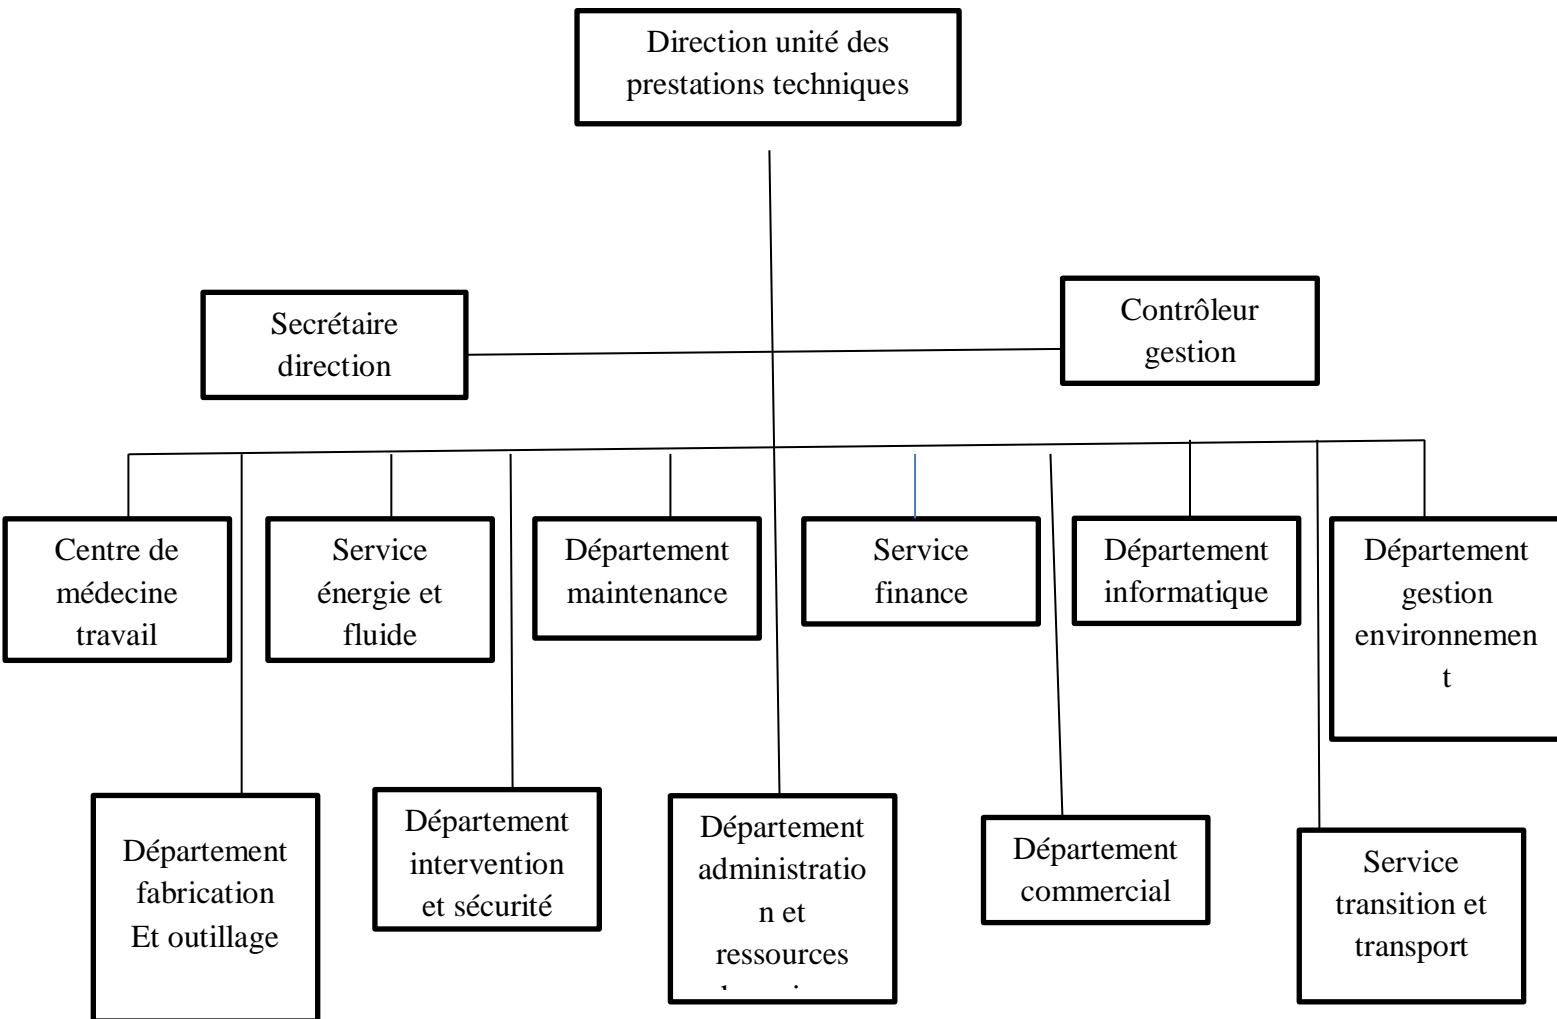 Direction unité des
prestations techniques
Secrétaire
direction
Contrôleur
gestion
Centre de
médecine
travail
Service
énergie et
fluide
Département
maintenance
Service
finance
Département
informatique
Département
gestion
environnemen
t
Département
fabrication
Et outillage
Département
intervention
et sécurité
Département
administratio
n et
ressources
Département
commercial
Service
transition et
transport